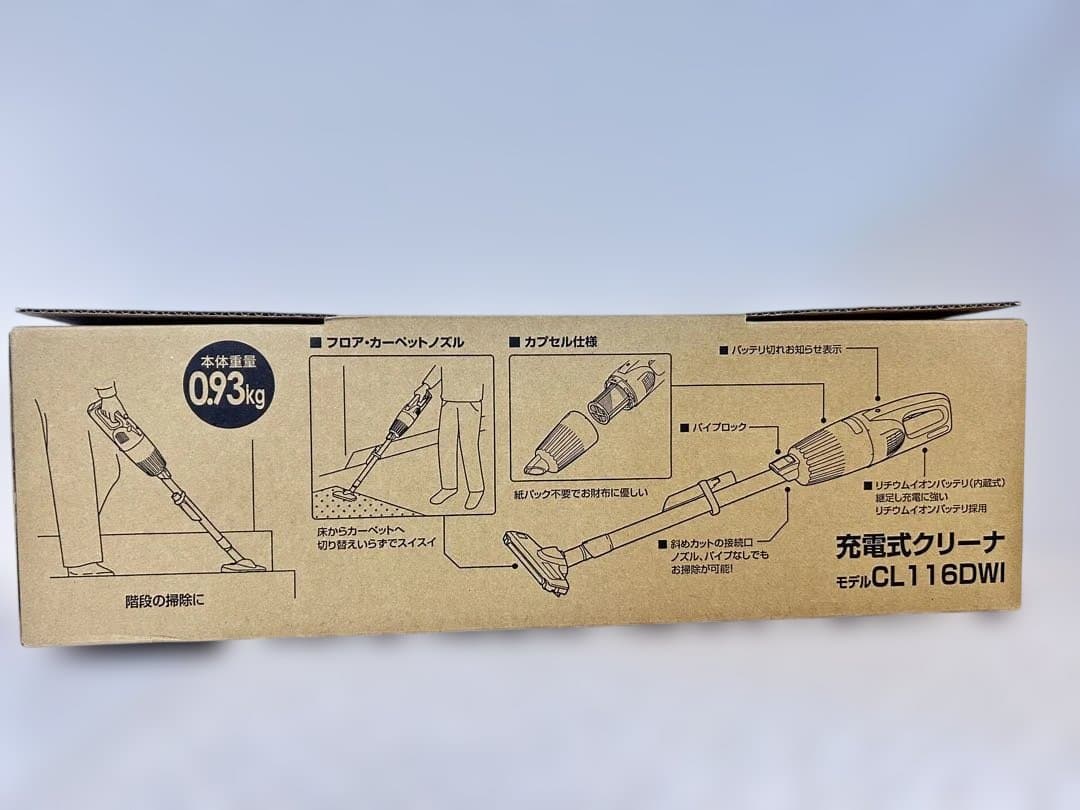 本体重量
0.93kg
階段の掃除に
■ フロア・カーペットノズル
床からカーペットへ
切り替えいらずでスイスイ
■ カプセル仕様
紙パック不要でお財布に優しい
■ バッテリ切れお知らせ表示
■ パイプロック
■ リチウムイオンバッテリ(内蔵式)
継足し充電に強い
リチウムイオンバッテリ採用
■ 斜めカットの接続口
ノズル、パイプなしでも
お掃除が可能!
充電式クリーナ
モデルCL116DWI